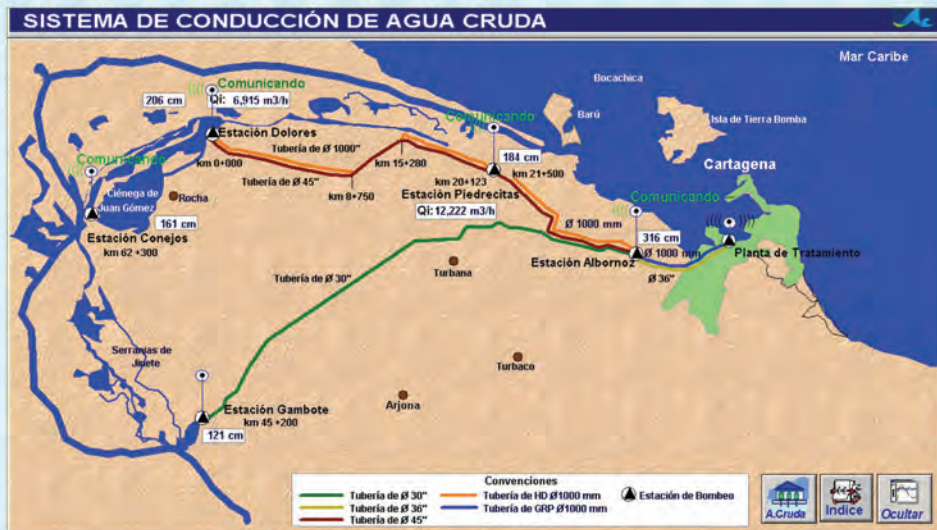 SISTEMA DE CONDUCCIÓN DE AGUA CRUDA
Mar Caribe
Comunicando
206 cm
Qi: 6,915 m3/h
Bocachica
Barú
Isla de Tierra Bomba
Estación Dolores
Tubería de Ø 1000"
Comunicando
km 0+000
km 15+280
184 cm
km 21+500
Cartagena
Ciénega de
Juan Gómez
Rocha
Tubería de Ø 45"
km 8+750
km 20+123
Estación Piedrecitas
Comunicando
161 cm
Qi: 12,222 m3/h
Estación Conejos
km 62 +300
Ø 1000 mm
316 cm
Estación Albornoz
Ø 1000 mm
Planta de Tratamiento
Turbana
Tubería de Ø 30"
Ø 36"
Serranías de
Turbaco
Arjona
Estación Gambote
km 45 +200
121 cm
Convenciones
Tubería de Ø 30"
Tubería de HD Ø1000 mm
Estación de Bombeo
Tubería de Ø 36"
Tubería de GRP Ø1000 mm
Tubería de Ø 45"
A.Cruda
Indice
Ocultar